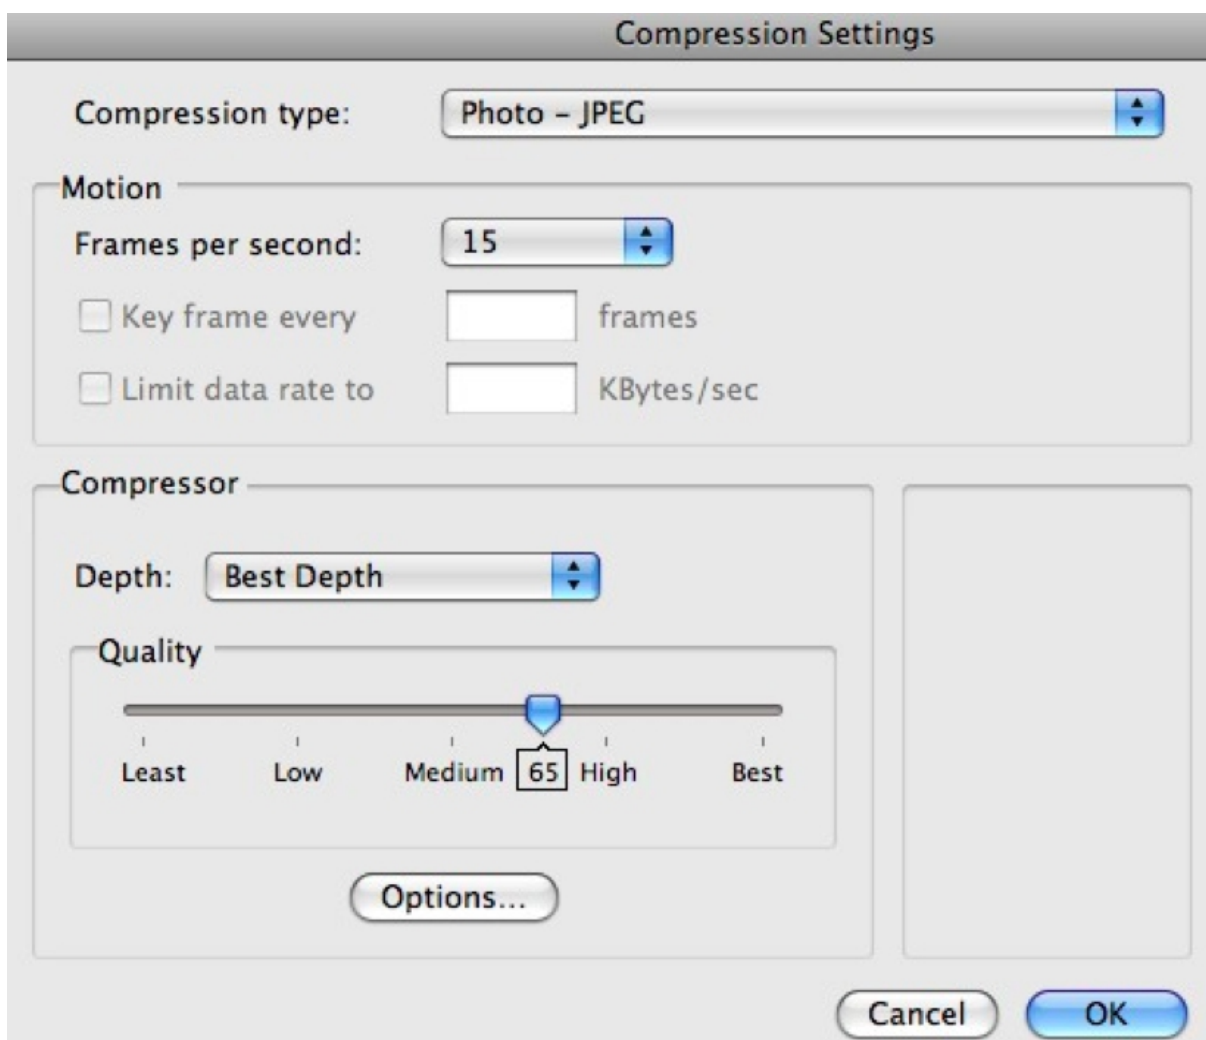 Compression Settings
Compression type: Photo – JPEG
Motion
Frames per second: 15
Key frame every frames
Limit data rate to KBytes/sec
Compressor
Depth: Best Depth
Quality
Least Low Medium 65 High Best
Options...
Cancel OK